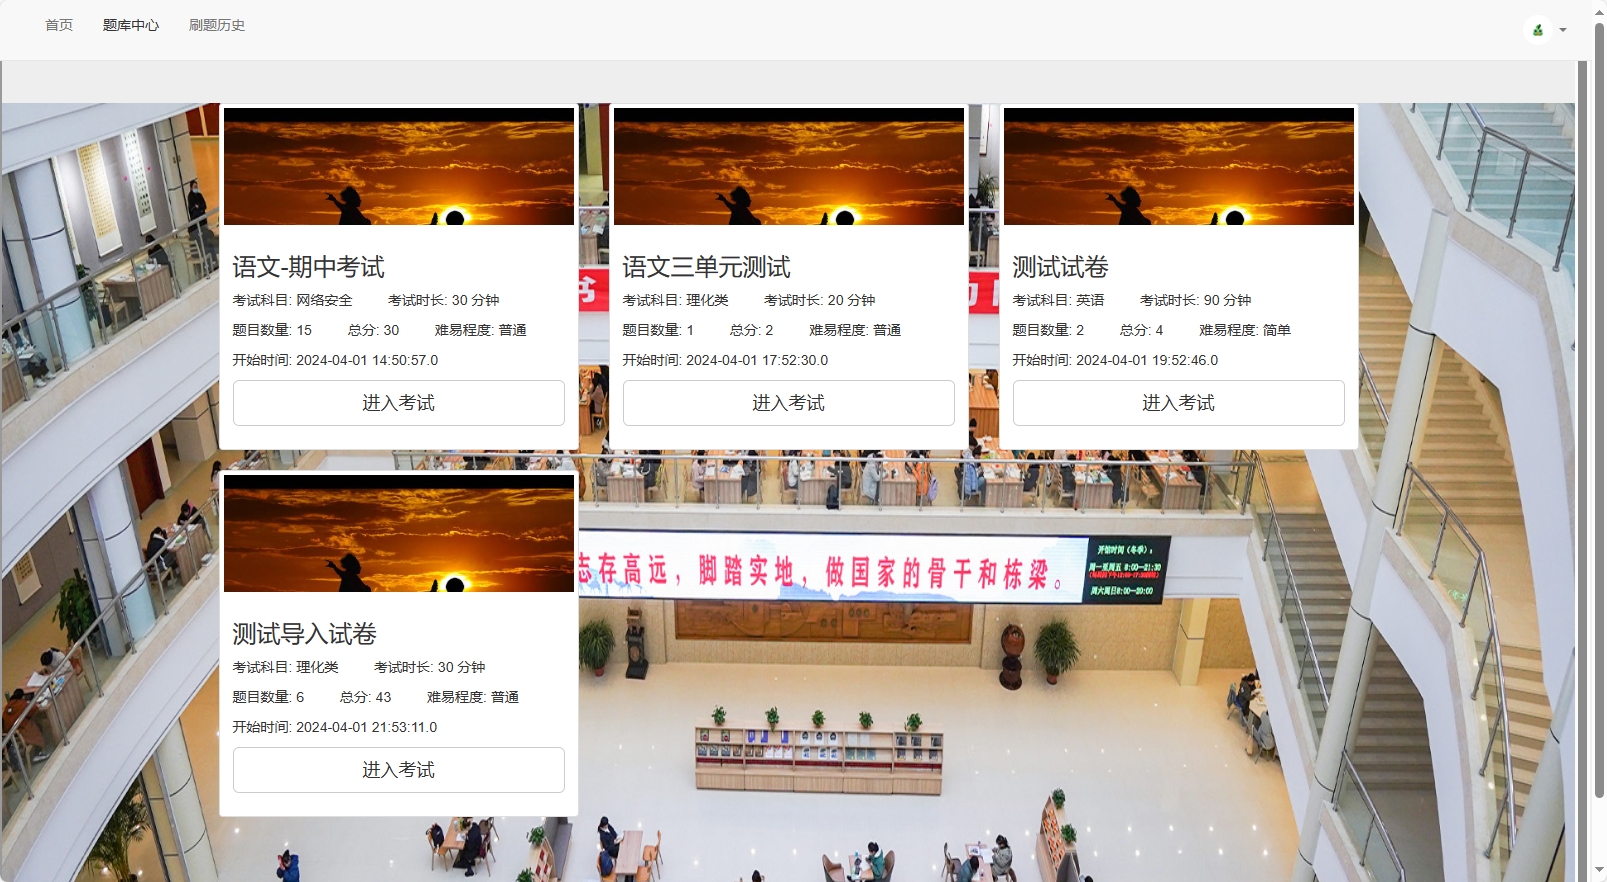 首页 题库中心 刷题历史
语文-期中考试
考试科目: 网络安全 考试时长: 30 分钟
题目数量: 15 总分: 30 难易程度: 普通
开始时间: 2024-04-01 14:50:57.0
进入考试
语文三单元测试
考试科目: 理化类 考试时长: 20 分钟
题目数量: 1 总分: 2 难易程度: 普通
开始时间: 2024-04-01 17:52:30.0
进入考试
测试试卷
考试科目: 英语 考试时长: 90 分钟
题目数量: 2 总分: 4 难易程度: 简单
开始时间: 2024-04-01 19:52:46.0
进入考试
测试导入试卷
考试科目: 理化类 考试时长: 30 分钟
题目数量: 6 总分: 43 难易程度: 普通
开始时间: 2024-04-01 21:53:11.0
进入考试
志存高远，脚踏实地，做国家的骨干和栋梁。
开始时间（冬季）：
周一至周五 8:00—21:30
周六周日8:00—20:00